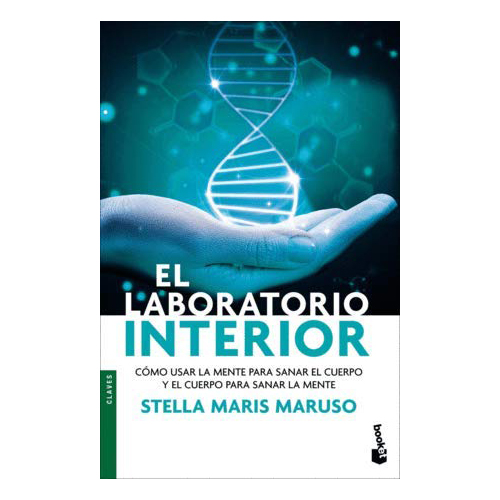 EL
LABORATORIO
INTERIOR
CÓMO USAR LA MENTE PARA SANAR EL CUERPO
Y EL CUERPO PARA SANAR LA MENTE
STELLA MARIS MARUSO
CLAVES
booket